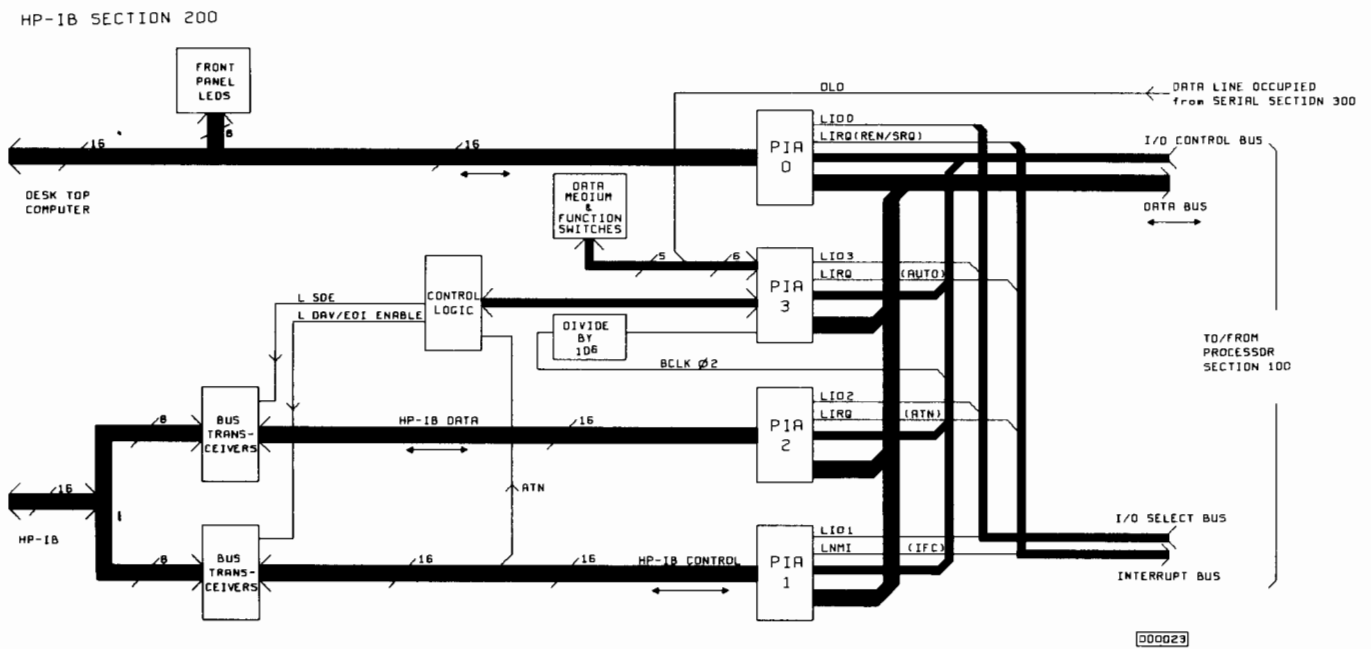 HP-IB SECTION 200
FRONT
PANEL
LEDS
8
16
16
DESK TOP
COMPUTER
DLO
DATA LINE OCCUPIED
from SERIAL SECTION 300
PIA
0
LIO0
LIRQ(REN/SRQ)
I/O CONTROL BUS
DATA BUS
DATA
MEDIUM
&
FUNCTION
SWITCHES
5
6
PIA
3
LIO3
LIRQ (AUTO)
CONTROL
LOGIC
L SDE
L DAV/EOI ENABLE
DIVIDE
BY
106
BCLK Ø2
TO/FROM
PROCESSOR
SECTION 100
BUS
TRANS-
CEIVERS
8
HP-IB DATA
16
PIA
2
LIO2
LIRQ (ATN)
16
HP-IB
ATN
BUS
TRANS-
CEIVERS
8
16
16
HP-IB CONTROL
PIA
1
LIO1
LNMI (IFC)
I/O SELECT BUS
INTERRUPT BUS
000023